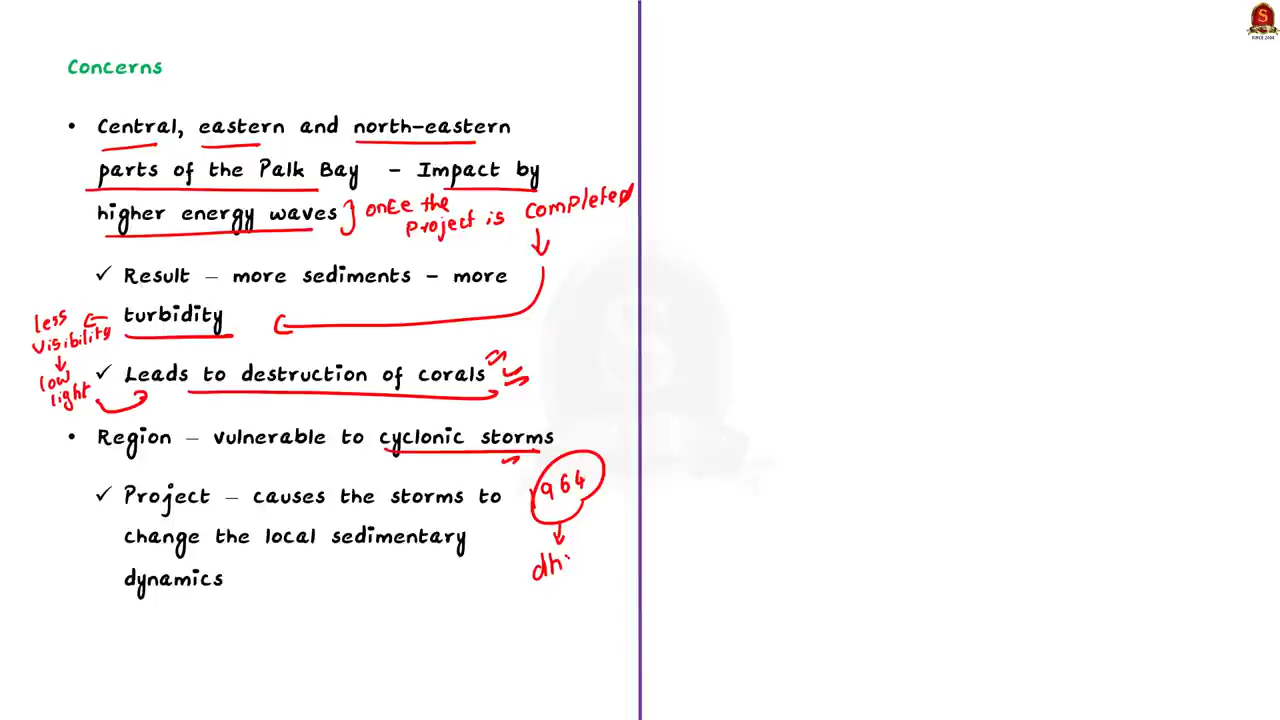 Concerns
• Central, eastern and north-eastern
parts of the Palk Bay - Impact by
higher energy waves } once the
project is completed
✓ Result – more sediments – more
turbidity
less
visibility
low
light
✓ Leads to destruction of corals
• Region – vulnerable to cyclonic storms
1964
dh
✓ Project – causes the storms to
change the local sedimentary
dynamics
S
SINCE 2004